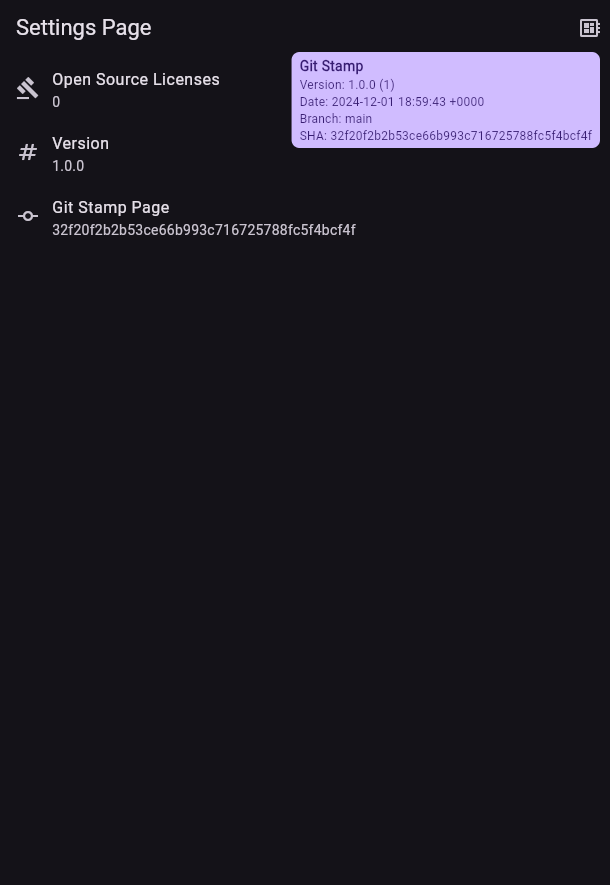 Settings Page
Git Stamp
Version: 1.0.0 (1)
Date: 2024-12-01 18:59:43 +0000
Branch: main
SHA: 32f20f2b2b53ce66b993c716725788fc5f4bcf4f
Open Source Licenses
0
Version
1.0.0
Git Stamp Page
32f20f2b2b53ce66b993c716725788fc5f4bcf4f